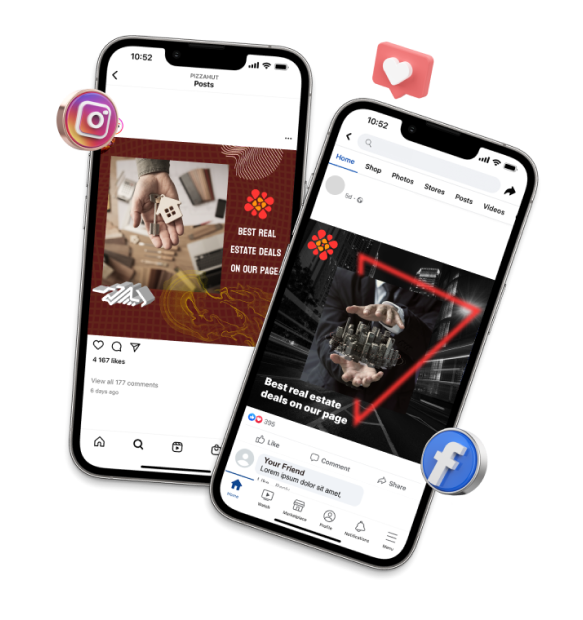 10:52
PIZZAHUT
Posts
BEST REAL
ESTATE DEALS
ON OUR PAGE
4 167 likes
View all 177 comments
6 days ago
10:52
Home Shop Photos Stores Posts Videos
5d
Best real estate
deals on our page
395
Like Comment Share
Your Friend
Lorem ipsum dolor sit amet,
Home Watch Marketplace Profile Notifications Menu